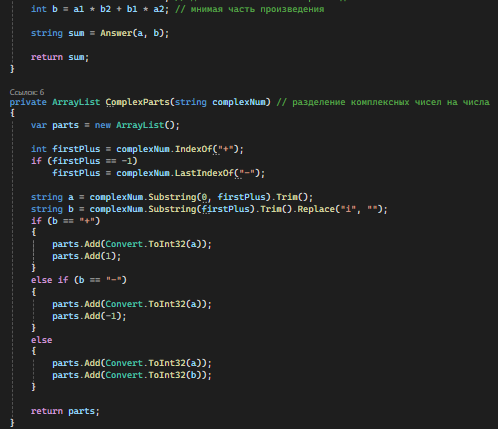 int b = a1 * b2 + b1 * a2; // мнимая часть произведения
string sum = Answer(a, b);
return sum;
}
Ссылок: 6
private ArrayList ComplexParts(string complexNum) // разделение комплексных чисел на числа
{
var parts = new ArrayList();
int firstPlus = complexNum.IndexOf("+");
if (firstPlus == -1)
firstPlus = complexNum.LastIndexOf("-");
string a = complexNum.Substring(0, firstPlus).Trim();
string b = complexNum.Substring(firstPlus).Trim().Replace("i", "");
if (b == "+")
{
parts.Add(Convert.ToInt32(a));
parts.Add(1);
}
else if (b == "-")
{
parts.Add(Convert.ToInt32(a));
parts.Add(-1);
}
else
{
parts.Add(Convert.ToInt32(a));
parts.Add(Convert.ToInt32(b));
}
return parts;
}